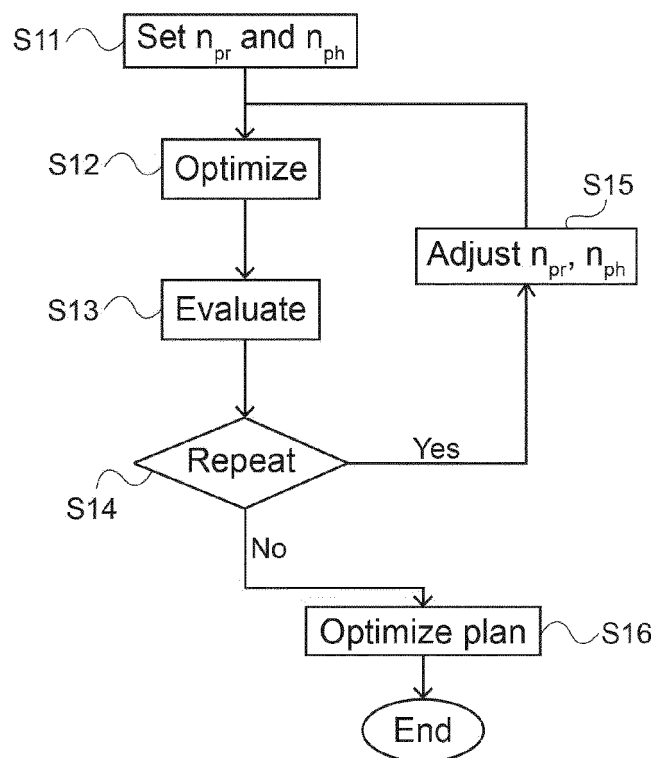 S11
Set n_pr and n_ph
S12
Optimize
S15
Adjust n_pr, n_ph
S13
Evaluate
Repeat
Yes
S14
No
Optimize plan
S16
End